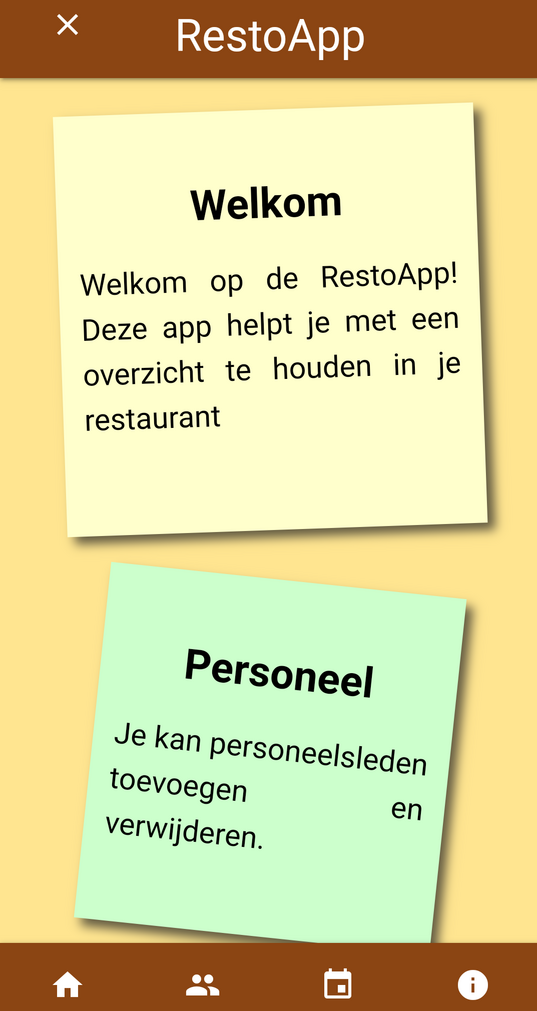 RestoApp
Welkom
Welkom op de RestoApp!
Deze app helpt je met een
overzicht te houden in je
restaurant
Personeel
Je kan personeelsleden
toevoegen en
verwijderen.